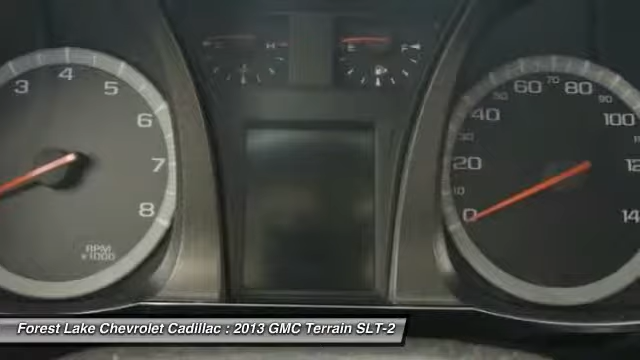 3 4 5 6 7 8
RPM
x1000
C H
E F
0 10 20 30 40 50 60 70 80 90 100 14
Forest Lake Chevrolet Cadillac : 2013 GMC Terrain SLT-2